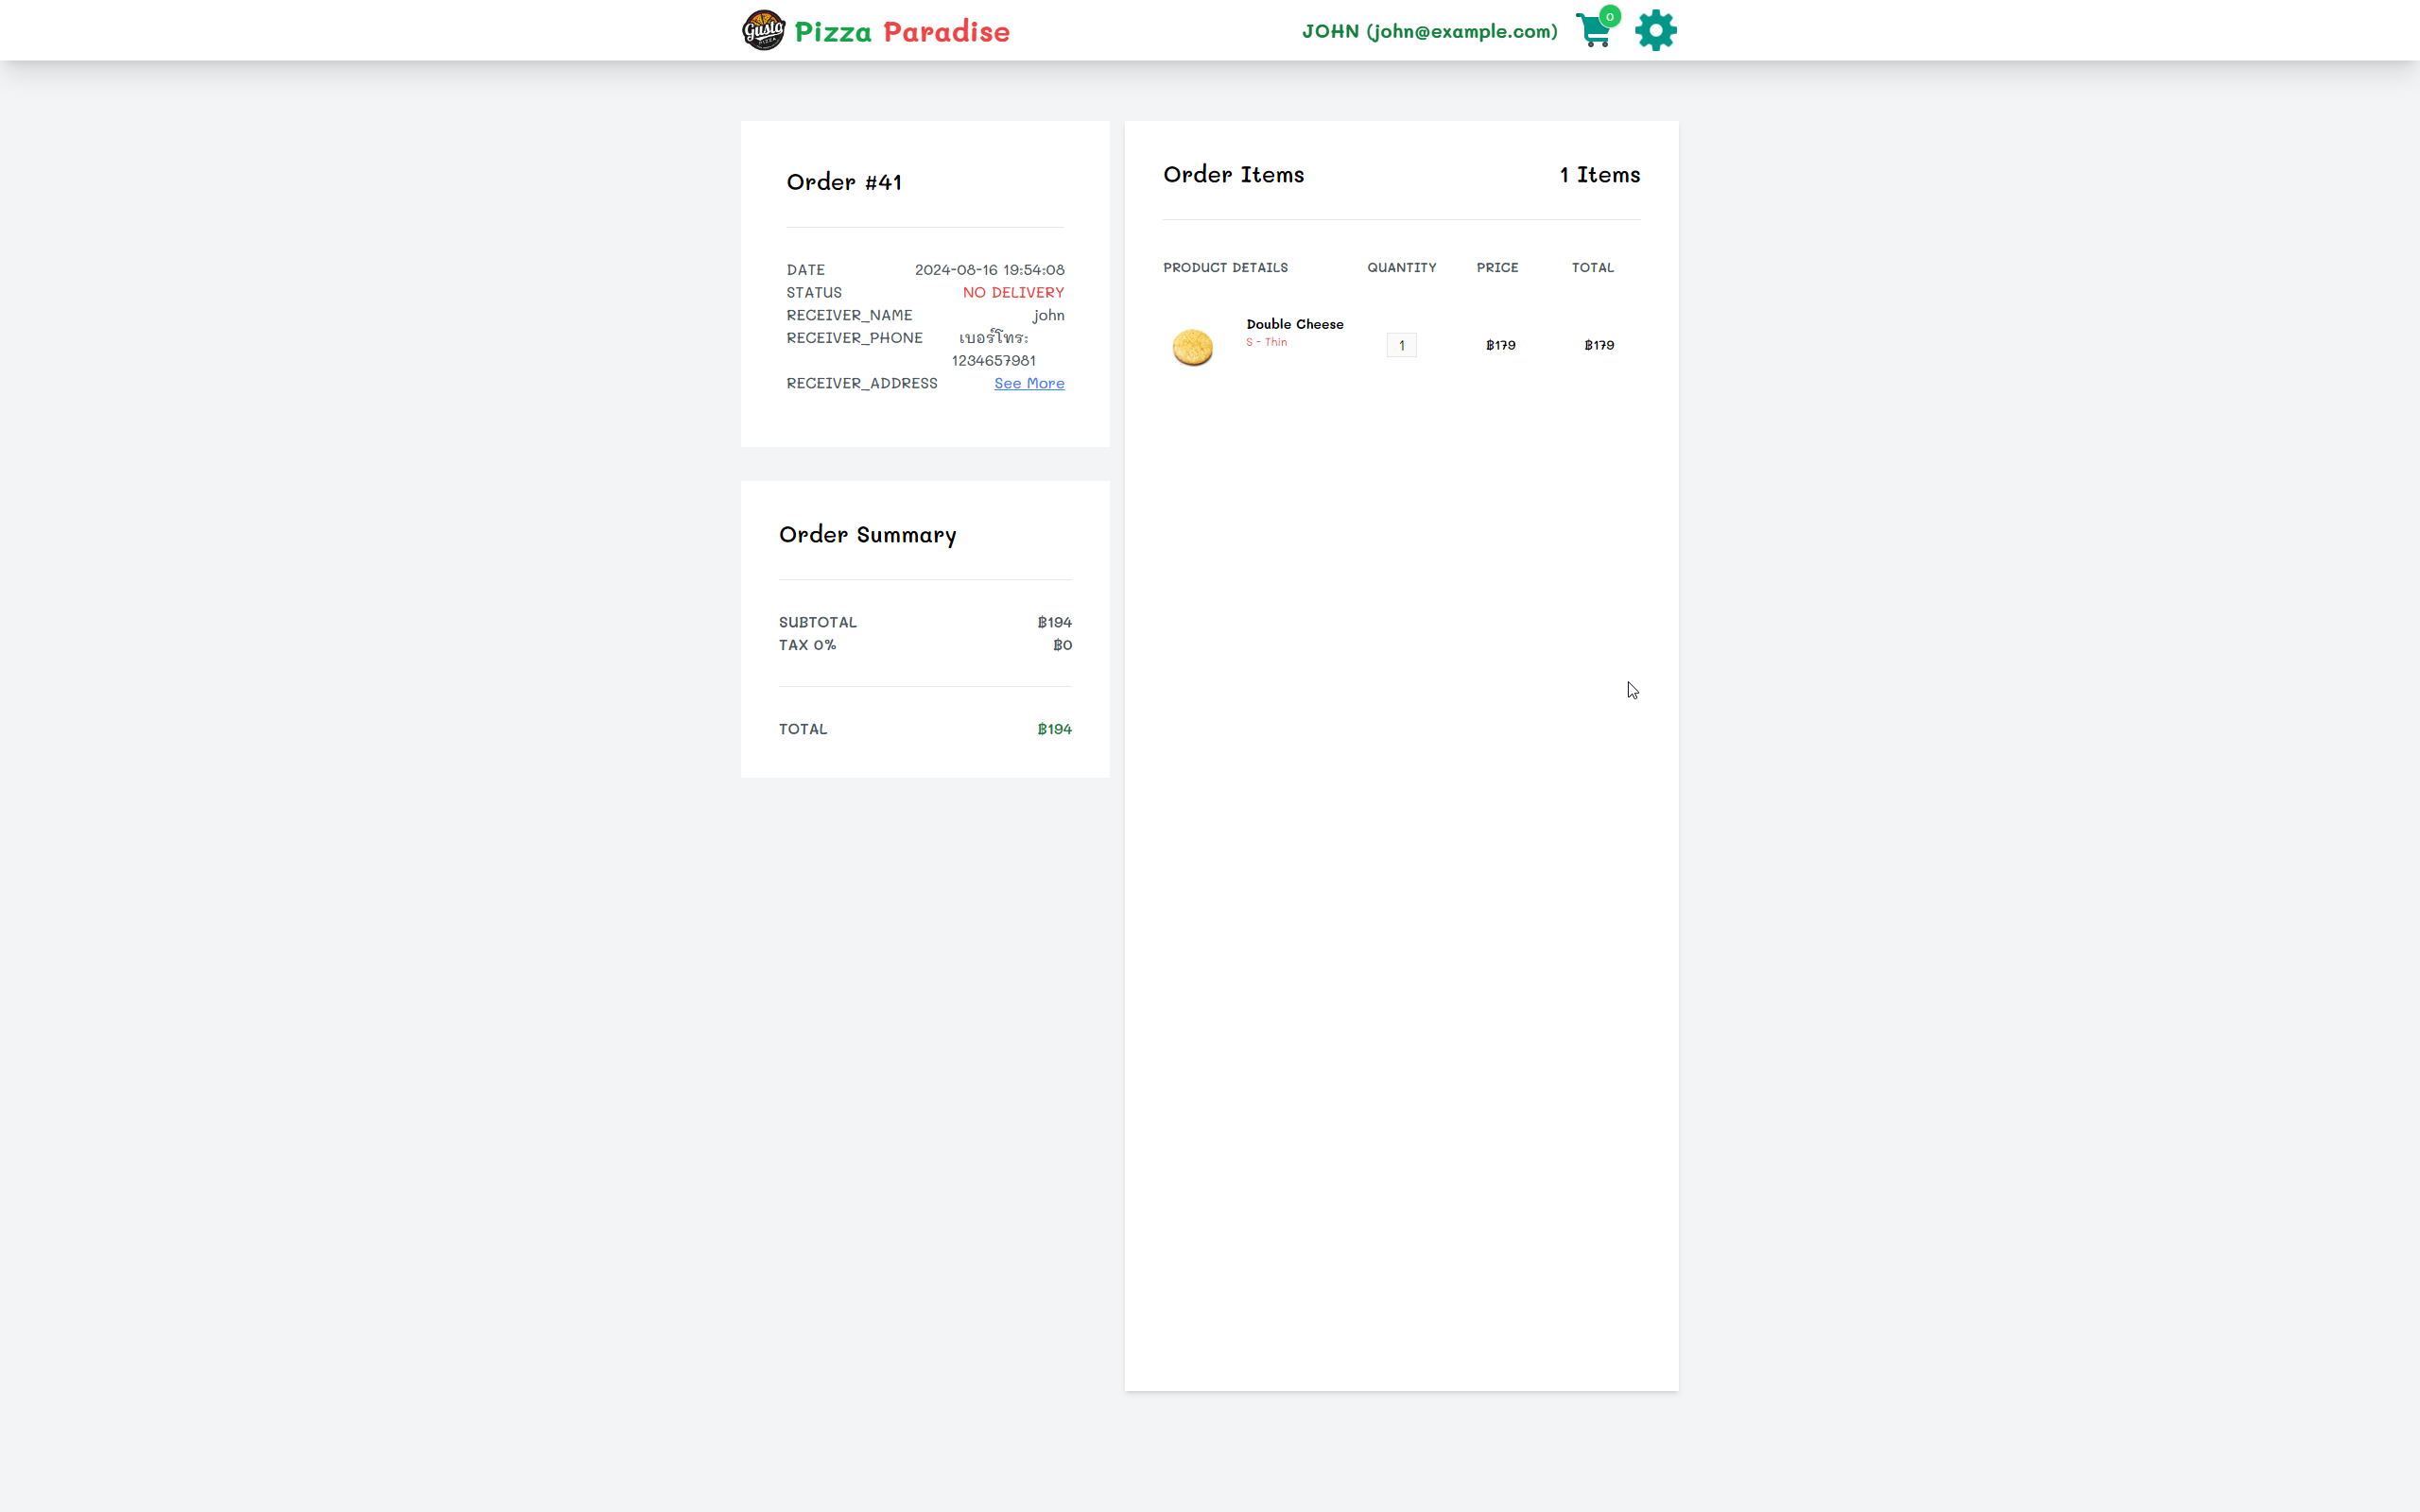 Gusto
PIZZA
Pizza Paradise
JOHN (john@example.com)
0
Order #41
DATE 2024-08-16 19:54:08
STATUS NO DELIVERY
RECEIVER_NAME john
RECEIVER_PHONE เบอร์โทร:
1234657981
RECEIVER_ADDRESS See More
Order Summary
SUBTOTAL ฿194
TAX 0% ฿0
TOTAL ฿194
Order Items 1 Items
PRODUCT DETAILS QUANTITY PRICE TOTAL
Double Cheese
S - Thin
1 ฿179 ฿179